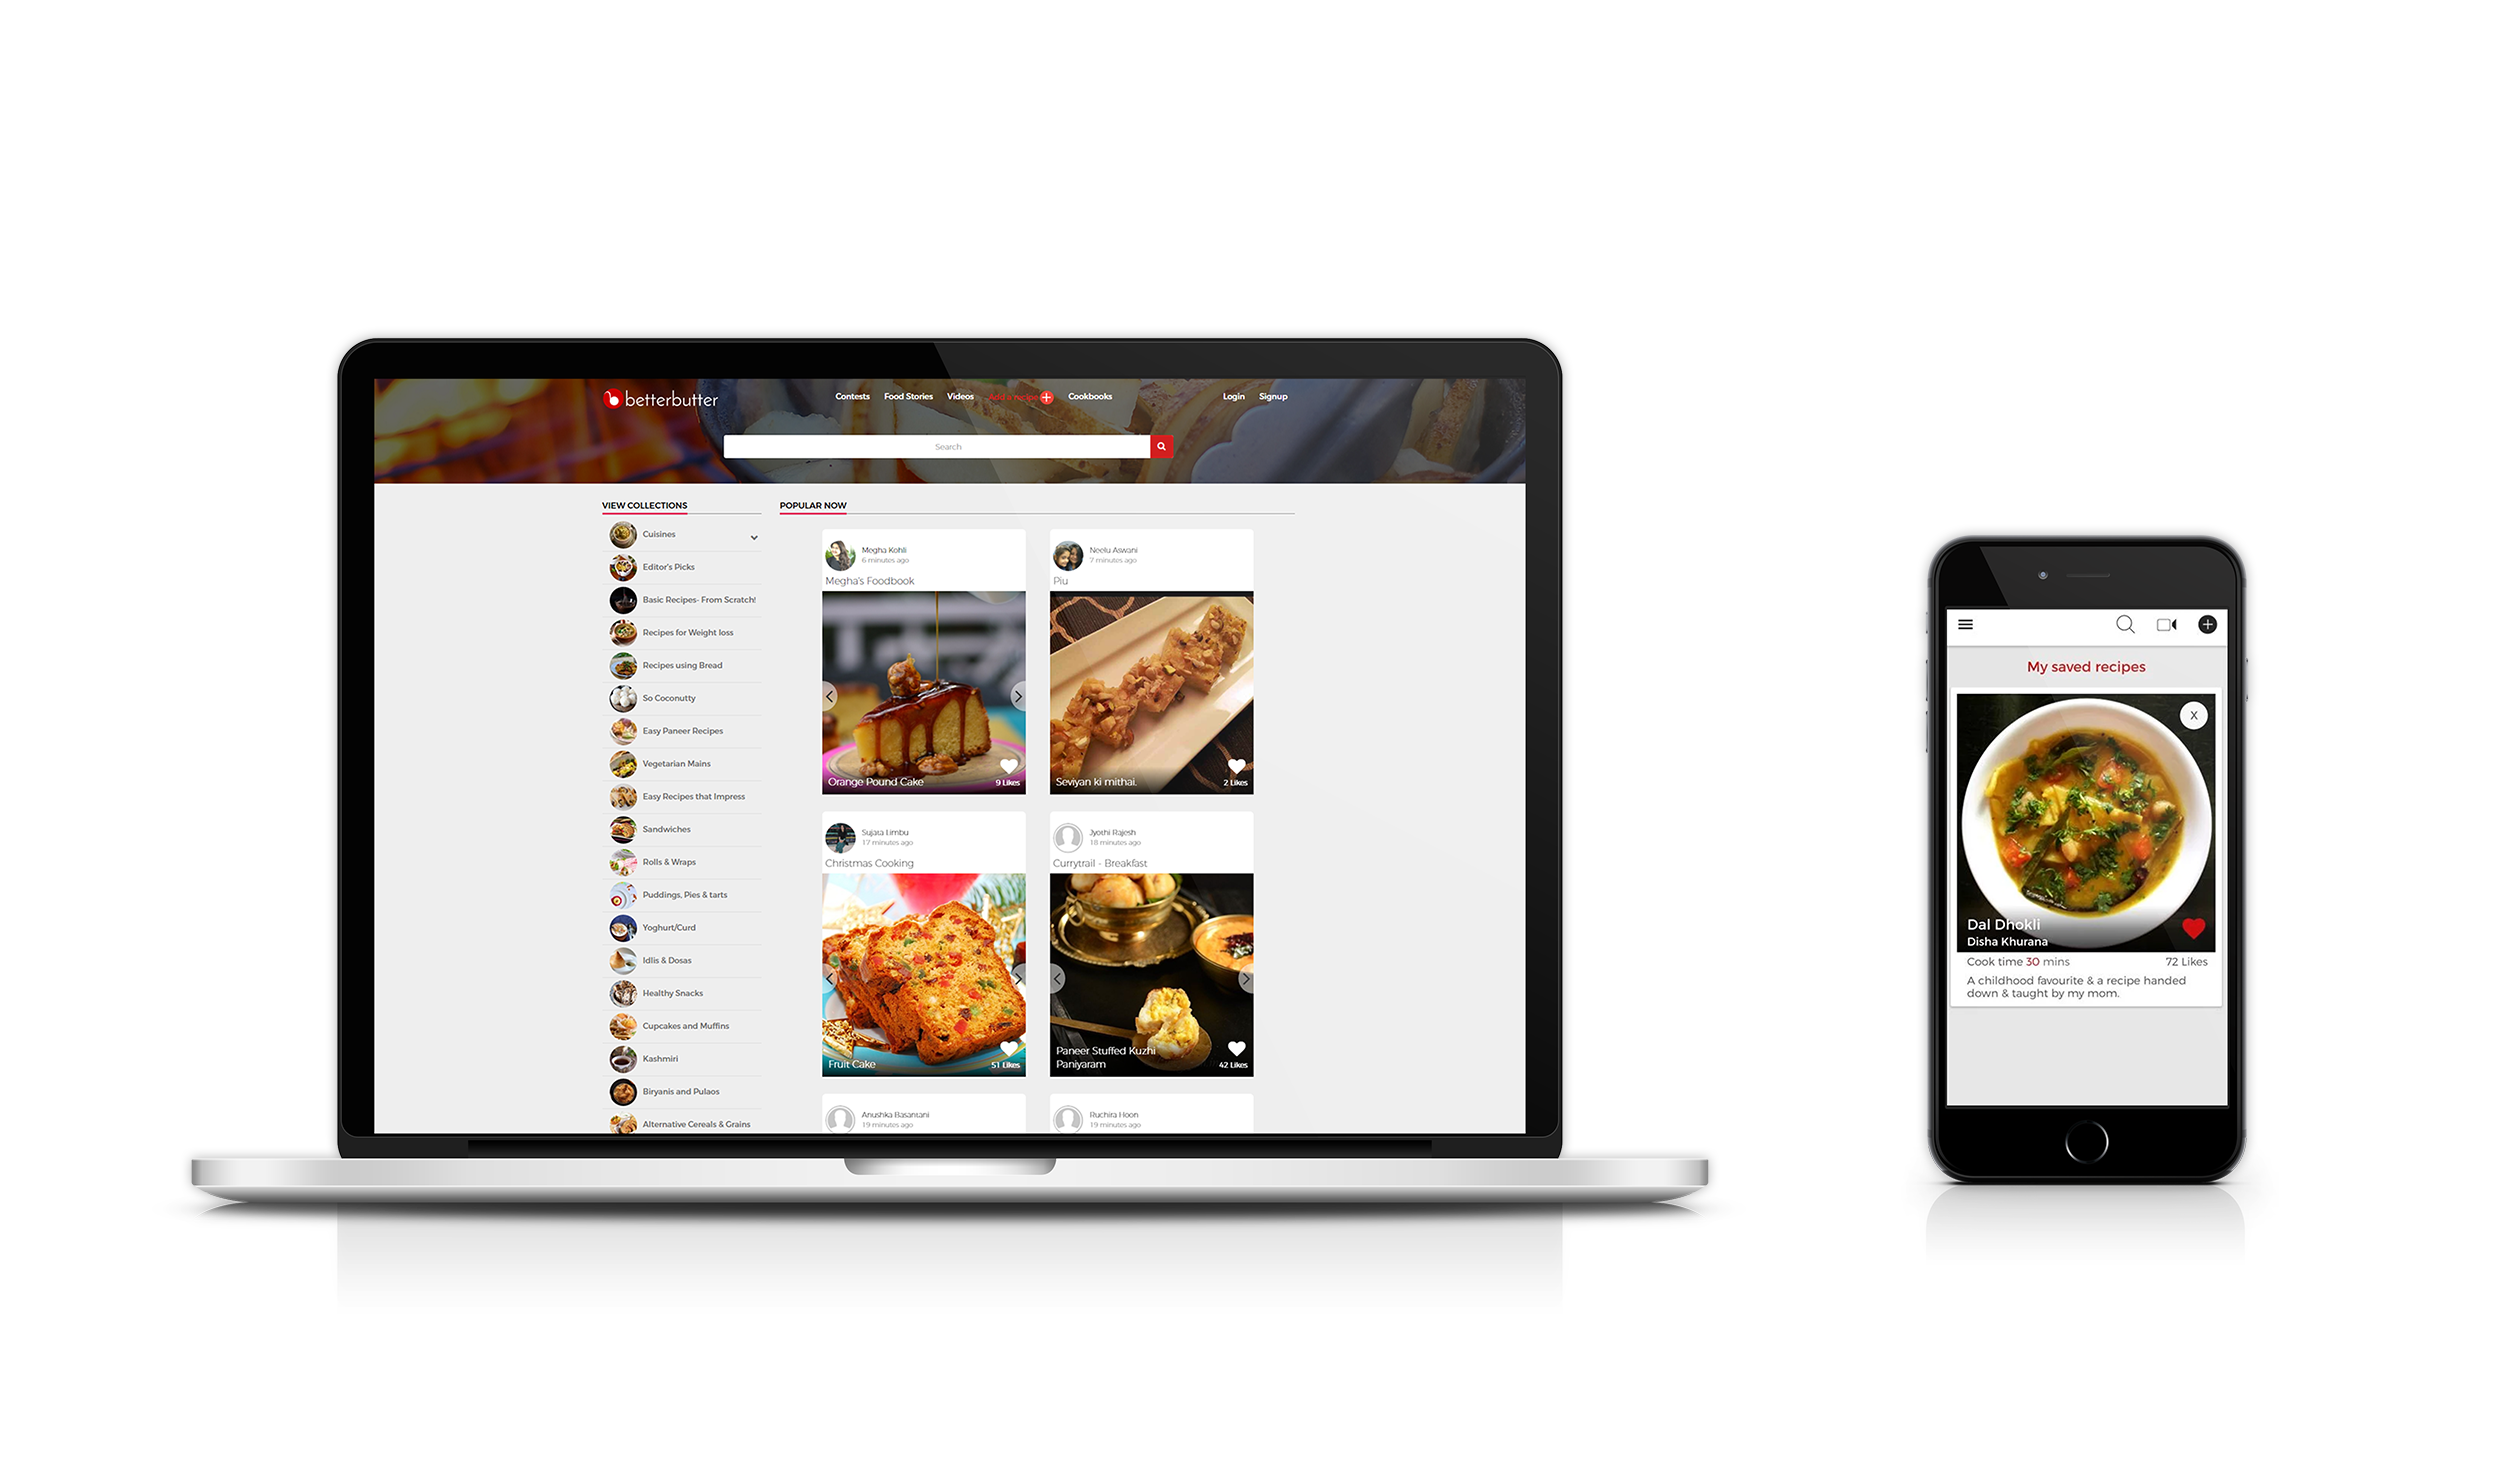 betterbutter
Contests Food Stories Videos Add a recipe Cookbooks
Login Signup
Search
VIEW COLLECTIONS
Cuisines
Editor's Picks
Basic Recipes- From Scratch!
Recipes for Weight loss
Recipes using Bread
So Coconutty
Easy Paneer Recipes
Vegetarian Mains
Easy Recipes that Impress
Sandwiches
Rolls & Wraps
Puddings, Pies & tarts
Yoghurt/Curd
Idlis & Dosas
Healthy Snacks
Cupcakes and Muffins
Kashmiri
Biryanis and Pulaos
Alternative Cereals & Grains
POPULAR NOW
Megha Kohli
6 minutes ago
Megha's Foodbook
Orange Pound Cake
9 Likes
Neelu Aswani
7 minutes ago
Piu
Seviyan ki mithai.
2 Likes
Sujata Limbu
17 minutes ago
Christmas Cooking
Fruit Cake
51 Likes
Jyothi Rajesh
18 minutes ago
Currytrail - Breakfast
Paneer Stuffed Kuzhi
Paniyaram
42 Likes
Anushka Basantani
19 minutes ago
Ruchira Hoon
19 minutes ago
My saved recipes
X
Dal Dhokli
Disha Khurana
Cook time 30 mins
72 Likes
A childhood favourite & a recipe handed
down & taught by my mom.